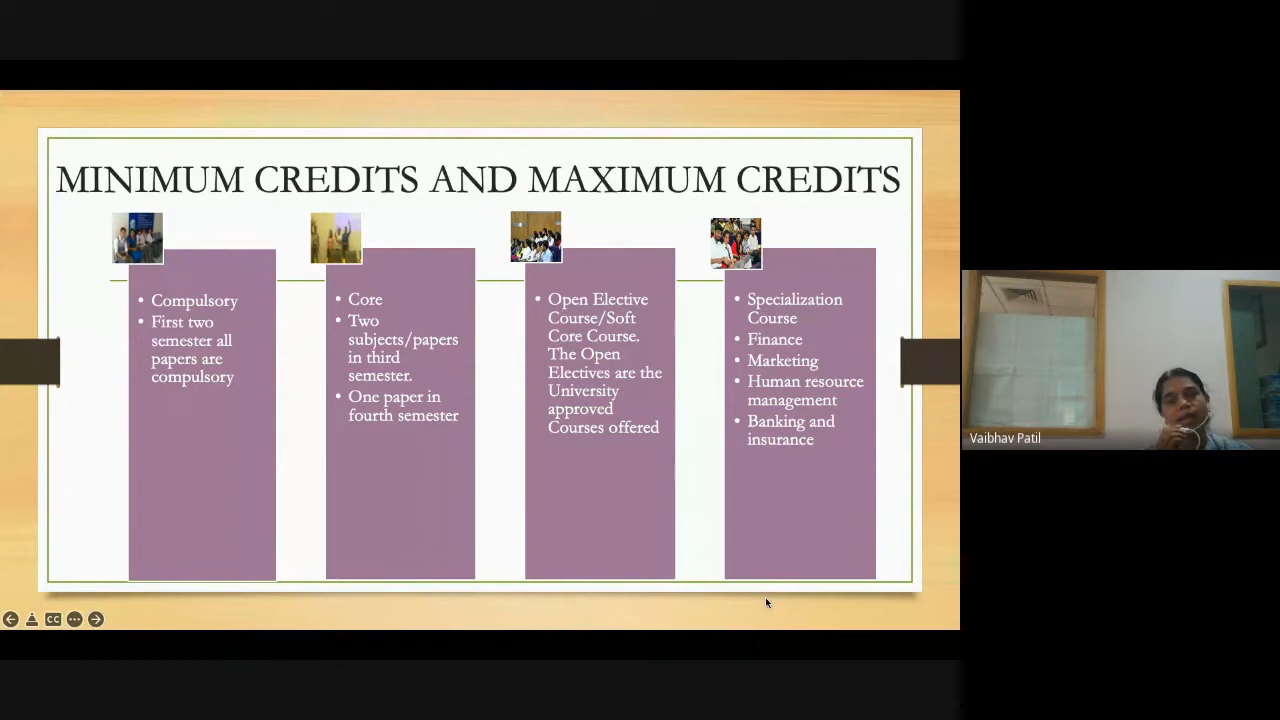 MINIMUM CREDITS AND MAXIMUM CREDITS
• Compulsory
• First two
semester all
papers are
compulsory
• Core
• Two
subjects/papers
in third
semester.
• One paper in
fourth semester
• Open Elective
Course/Soft
Core Course.
The Open
Electives are the
University
approved
Courses offered
• Specialization
Course
• Finance
• Marketing
• Human resource
management
• Banking and
insurance
Vaibhav Patil
CC